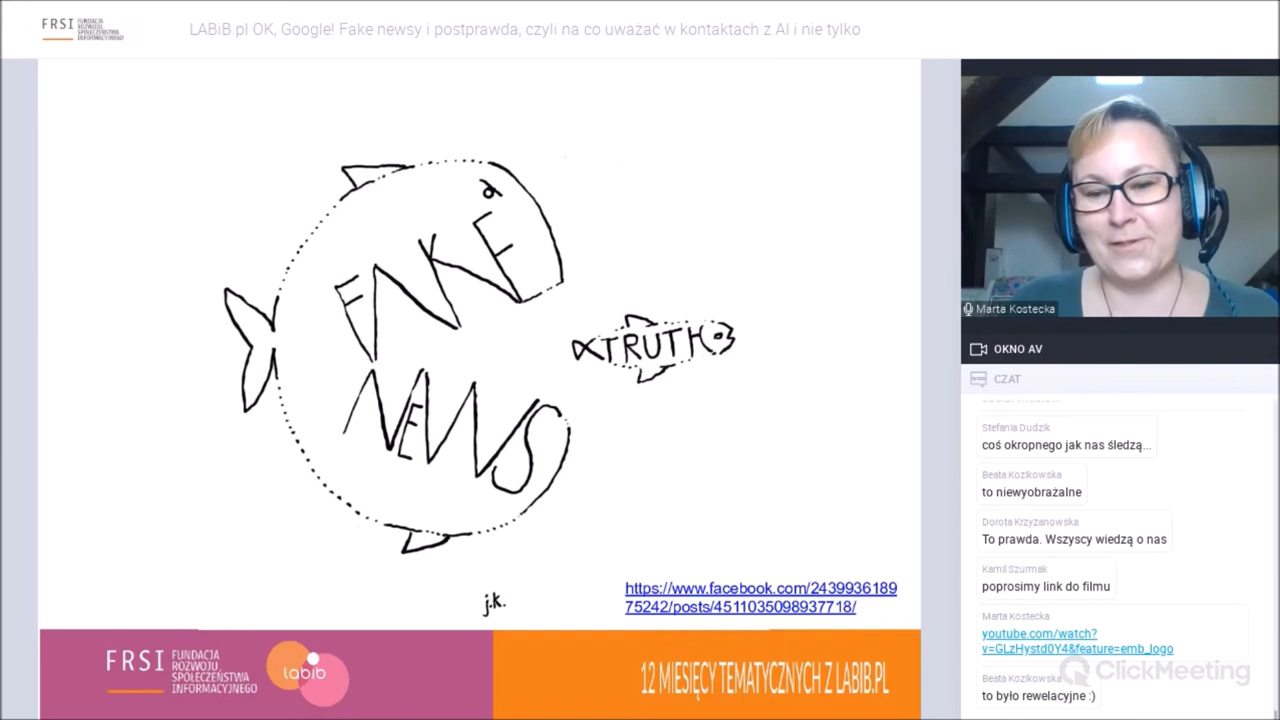 FRSI FUNDACJA
ROZWOJU
SPOŁECZEŃSTWA
INFORMACYJNEGO
LABiB.pl OK, Google! Fake newsy i postprawda, czyli na co uważać w kontaktach z AI i nie tylko
FAKE
NEWS
TRUTH
j.k.
https://www.facebook.com/2439936189
75242/posts/4511035098937718/
FRSI FUNDACJA
ROZWOJU
SPOŁECZEŃSTWA
INFORMACYJNEGO
labib
12 MIESIĘCY TEMATYCZNYCH Z LABIB.PL
Marta Kostecka
OKNO AV
CZAT
Stefania Dudzik
coś okropnego jak nas śledzą...
Beata Kozikowska
to niewyobrażalne
Dorota Krzyżanowska
To prawda. Wszyscy wiedzą o nas
Kamil Szurmak
poprosimy link do filmu
Marta Kostecka
youtube.com/watch?
v=GLzHystd0Y4&feature=emb_logo
ClickMeeting
Beata Kozikowska
to było rewelacyjne :)